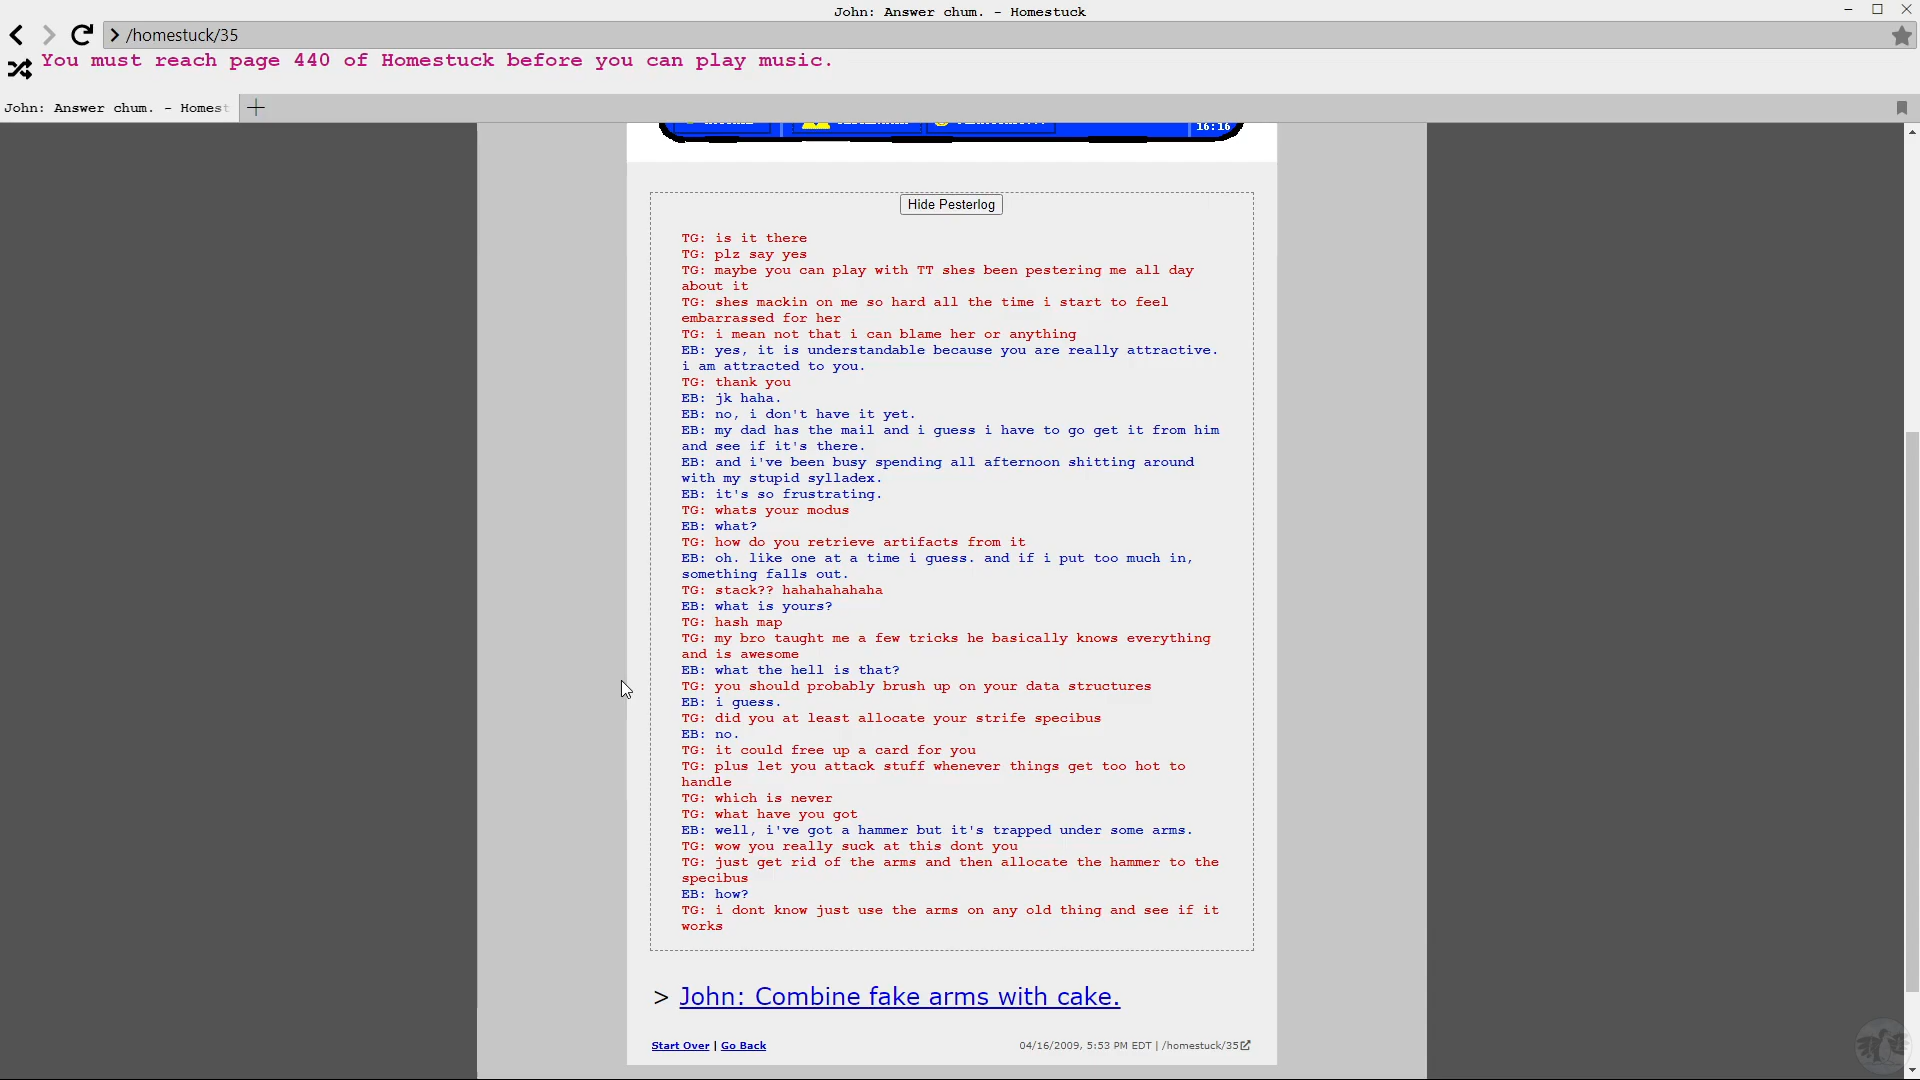 John: Answer chum. - Homestuck
/homestuck/35
You must reach page 440 of Homestuck before you can play music.
John: Answer chum. - Homest
16:16
Hide Pesterlog
TG: is it there
TG: plz say yes
TG: maybe you can play with TT shes been pestering me all day
about it
TG: shes mackin on me so hard all the time i start to feel
embarrassed for her
TG: i mean not that i can blame her or anything
EB: yes, it is understandable because you are really attractive.
i am attracted to you.
TG: thank you
EB: jk haha.
EB: no, i don't have it yet.
EB: my dad has the mail and i guess i have to go get it from him
and see if it's there.
EB: and i've been busy spending all afternoon shitting around
with my stupid sylladex.
EB: it's so frustrating.
TG: whats your modus
EB: what?
TG: how do you retrieve artifacts from it
EB: oh. like one at a time i guess. and if i put too much in,
something falls out.
TG: stack?? hahahahahaha
EB: what is yours?
TG: hash map
TG: my bro taught me a few tricks he basically knows everything
and is awesome
EB: what the hell is that?
TG: you should probably brush up on your data structures
EB: i guess.
TG: did you at least allocate your strife specibus
EB: no.
TG: it could free up a card for you
TG: plus let you attack stuff whenever things get too hot to
handle
TG: which is never
TG: what have you got
EB: well, i've got a hammer but it's trapped under some arms.
TG: wow you really suck at this dont you
TG: just get rid of the arms and then allocate the hammer to the
specibus
EB: how?
TG: i dont know just use the arms on any old thing and see if it
works
> John: Combine fake arms with cake.
Start Over | Go Back
04/16/2009, 5:53 PM EDT | /homestuck/35